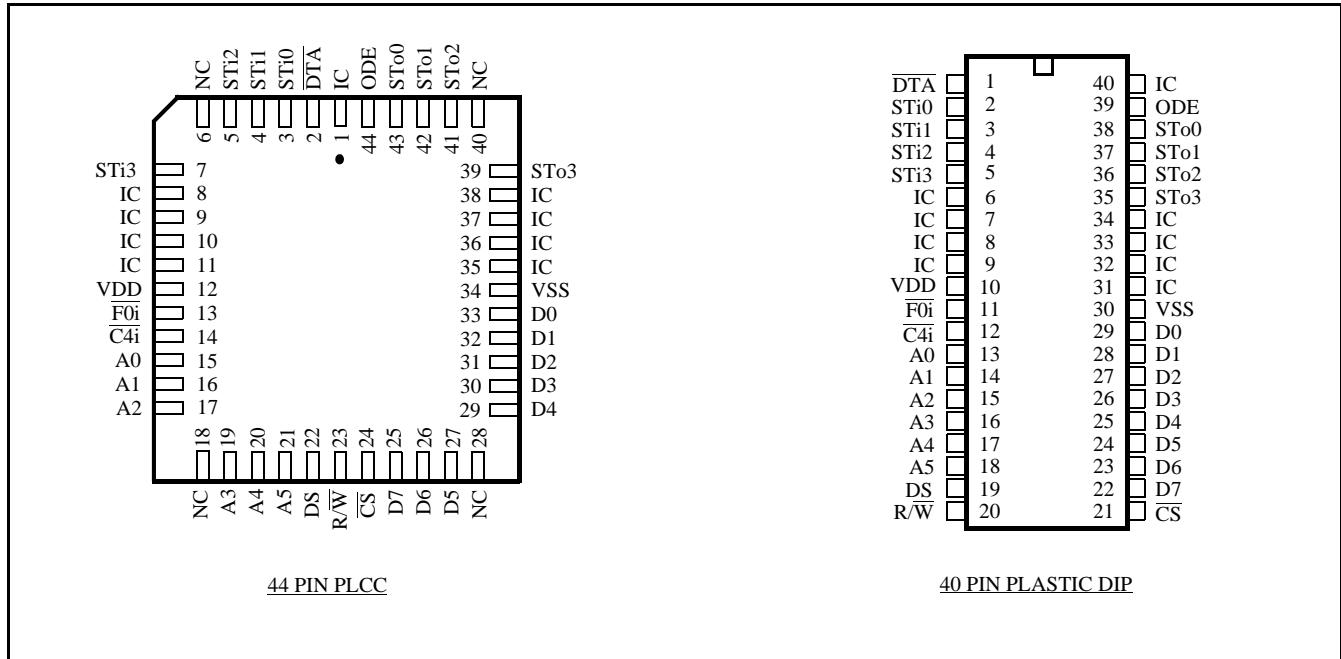 NC STi2 STi1 STi0 D̅T̅A̅ IC ODE STo0 STo1 STo2 NC
6 5 4 3 2 1 44 43 42 41 40
STi3 7
IC 8
IC 9
IC 10
IC 11
VDD 12
F̅0̅i̅ 13
C̅4̅i̅ 14
A0 15
A1 16
A2 17
39 STo3
38 IC
37 IC
36 IC
35 IC
34 VSS
33 D0
32 D1
31 D2
30 D3
29 D4
18 19 20 21 22 23 24 25 26 27 28
NC A3 A4 A5 DS R/W̅ C̅S̅ D7 D6 D5 NC
44 PIN PLCC
D̅T̅A̅ 1 40 IC
STi0 2 39 ODE
STi1 3 38 STo0
STi2 4 37 STo1
STi3 5 36 STo2
IC 6 35 STo3
IC 7 34 IC
IC 8 33 IC
IC 9 32 IC
VDD 10 31 IC
F̅0̅i̅ 11 30 VSS
C̅4̅i̅ 12 29 D0
A0 13 28 D1
A1 14 27 D2
A2 15 26 D3
A3 16 25 D4
A4 17 24 D5
A5 18 23 D6
DS 19 22 D7
R/W̅ 20 21 C̅S̅
40 PIN PLASTIC DIP